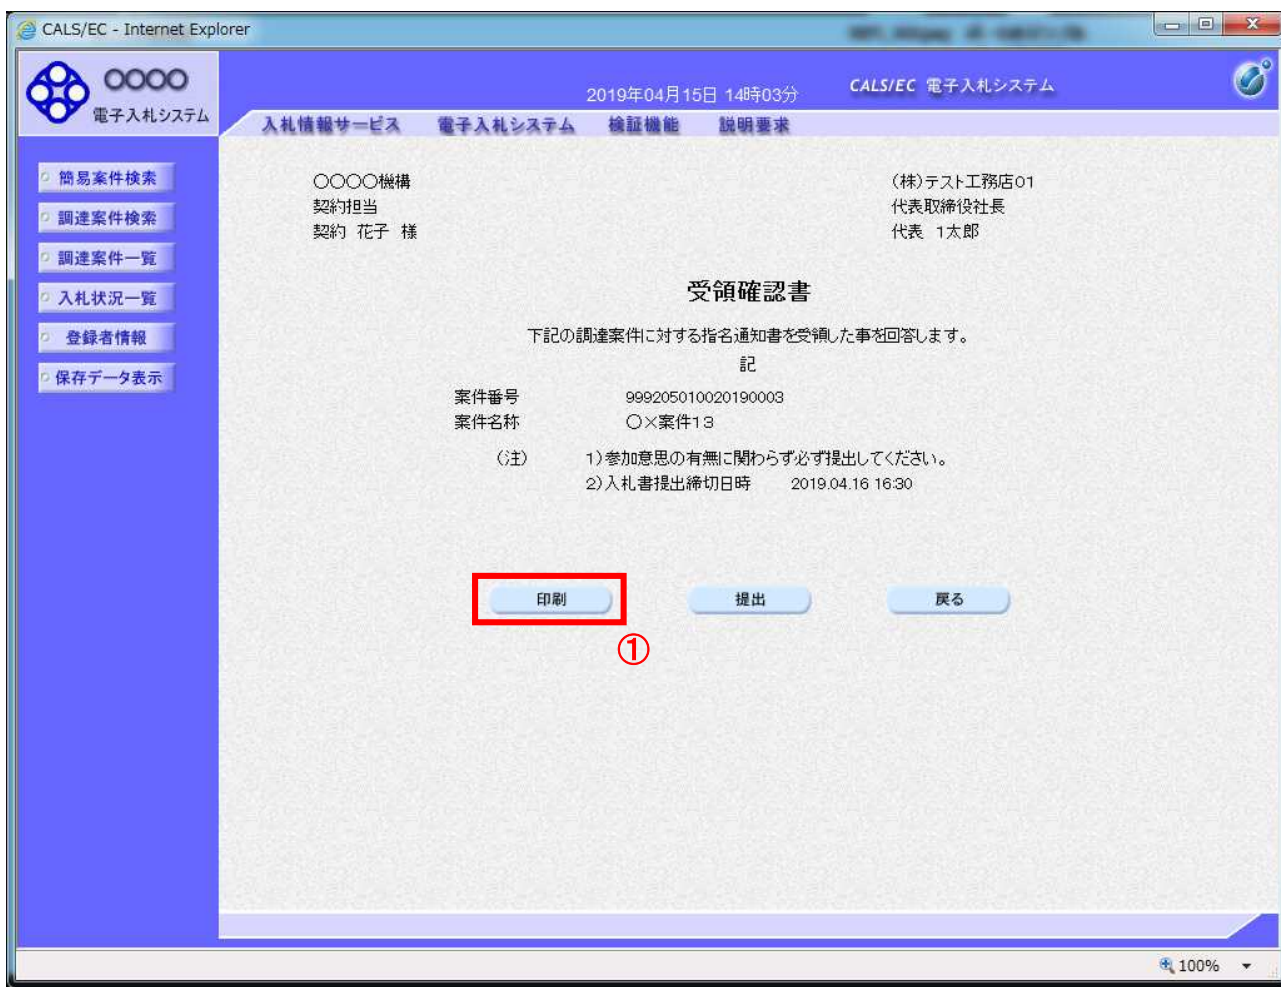 CALS/EC - Internet Explorer
○○○○
電子入札システム
2019年04月15日 14時03分
CALS/EC 電子入札システム
入札情報サービス 電子入札システム 検証機能 説明要求
簡易案件検索
調達案件検索
調達案件一覧
入札状況一覧
登録者情報
保存データ表示
○○○○機構
契約担当
契約 花子 様
(株)テスト工務店01
代表取締役社長
代表 1太郎
受領確認書
下記の調達案件に対する指名通知書を受領した事を回答します。
記
案件番号 999205010020190003
案件名称 ○×案件13
(注) 1)参加意思の有無に関わらず必ず提出してください。
2)入札書提出締切日時 2019.04.16 16:30
印刷 提出 戻る
①
100%